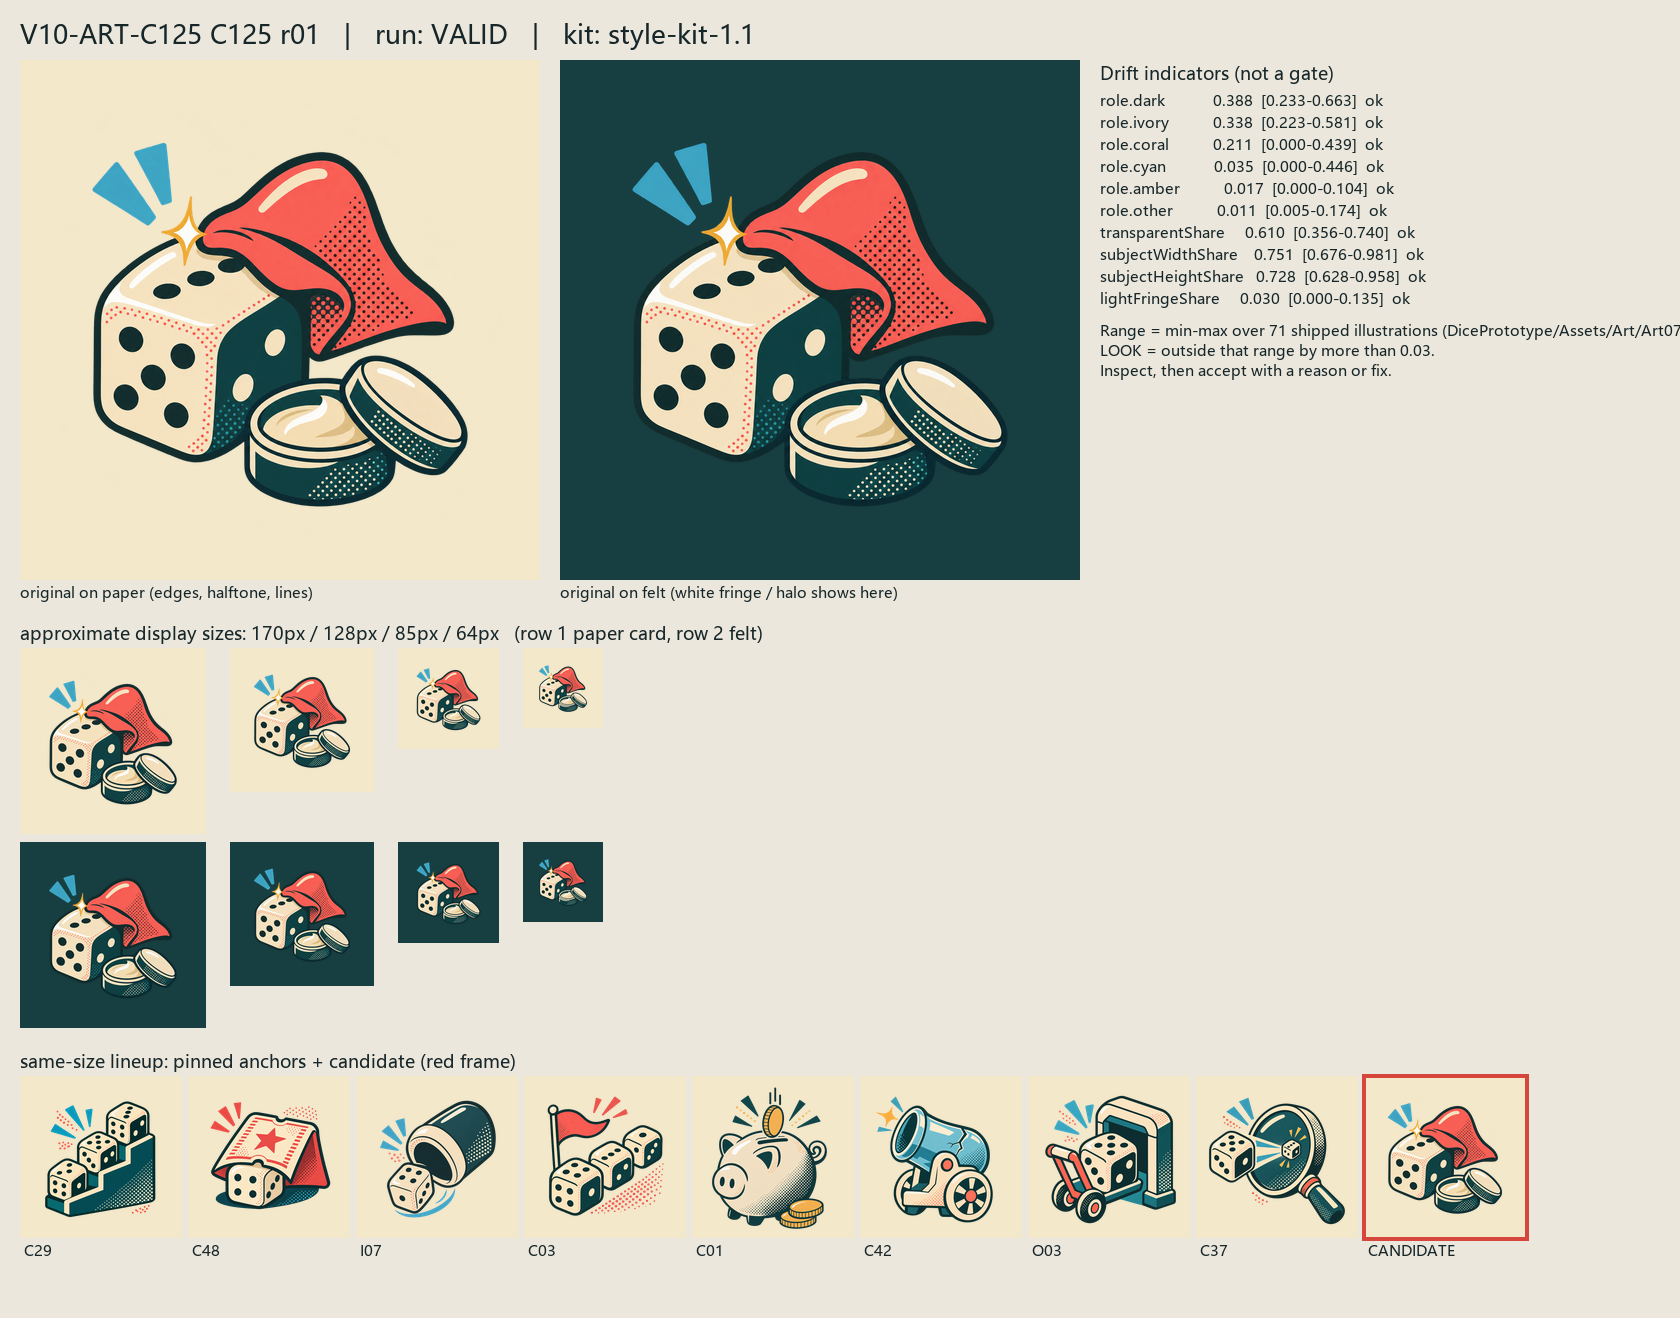 V10-ART-C125 C125 r01 | run: VALID | kit: style-kit-1.1
Drift indicators (not a gate)
role.dark 0.388 [0.233-0.663] ok
role.ivory 0.338 [0.223-0.581] ok
role.coral 0.211 [0.000-0.439] ok
role.cyan 0.035 [0.000-0.446] ok
role.amber 0.017 [0.000-0.104] ok
role.other 0.011 [0.005-0.174] ok
transparentShare 0.610 [0.356-0.740] ok
subjectWidthShare 0.751 [0.676-0.981] ok
subjectHeightShare 0.728 [0.628-0.958] ok
lightFringeShare 0.030 [0.000-0.135] ok
Range = min-max over 71 shipped illustrations (DicePrototype/Assets/Art/Art07
LOOK = outside that range by more than 0.03.
Inspect, then accept with a reason or fix.
original on paper (edges, halftone, lines)
original on felt (white fringe / halo shows here)
approximate display sizes: 170px / 128px / 85px / 64px (row 1 paper card, row 2 felt)
same-size lineup: pinned anchors + candidate (red frame)
C29 C48 I07 C03 C01 C42 O03 C37 CANDIDATE